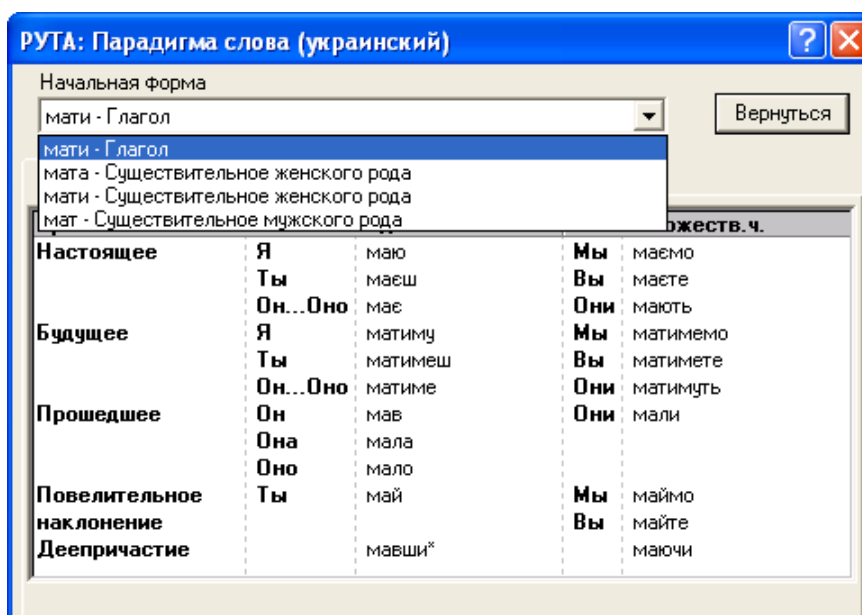 РУТА: Парадигма слова (украинский)
Начальная форма
мати - Глагол
Вернуться
мати - Глагол
мата - Существительное женского рода
мати - Существительное женского рода
мат - Существительное мужского рода
Настоящее Я маю Мы маємо
Ты маєш Вы маєте
Он...Оно має Они мають
Будущее Я матиму Мы матимемо
Ты матимеш Вы матимете
Он...Оно матиме Они матимуть
Прошедшее Он мав Они мали
Она мала
Оно мало
Повелительное Ты май Мы маймо
наклонение Вы майте
Деепричастие мавшиˣ маючи